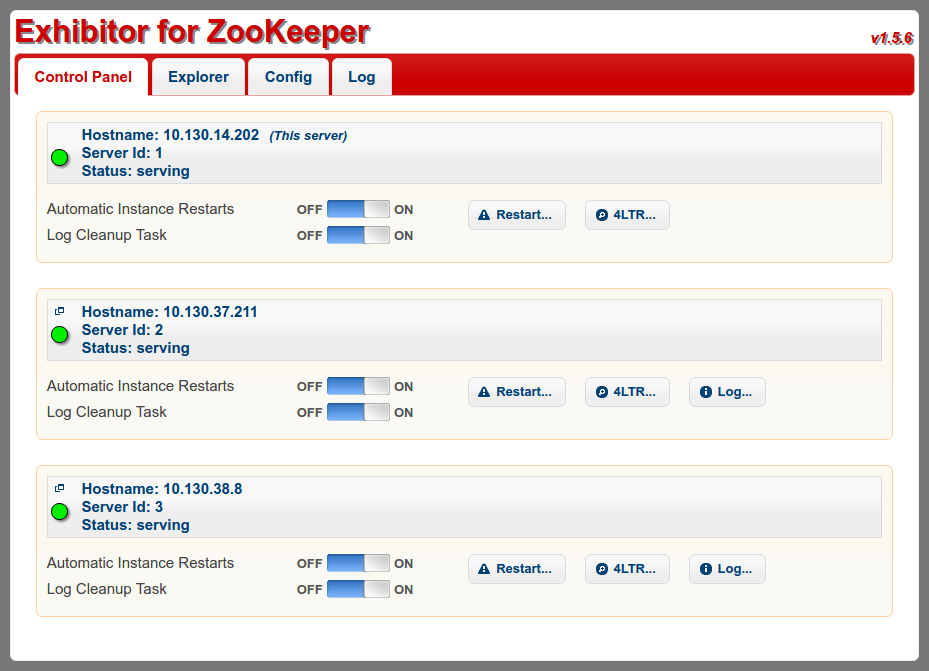 Exhibitor for ZooKeeper
v1.5.6
Control Panel Explorer Config Log
Hostname: 10.130.14.202 (This server)
Server Id: 1
Status: serving
Automatic Instance Restarts OFF ON Restart... 4LTR...
Log Cleanup Task OFF ON
Hostname: 10.130.37.211
Server Id: 2
Status: serving
Automatic Instance Restarts OFF ON Restart... 4LTR... Log...
Log Cleanup Task OFF ON
Hostname: 10.130.38.8
Server Id: 3
Status: serving
Automatic Instance Restarts OFF ON Restart... 4LTR... Log...
Log Cleanup Task OFF ON